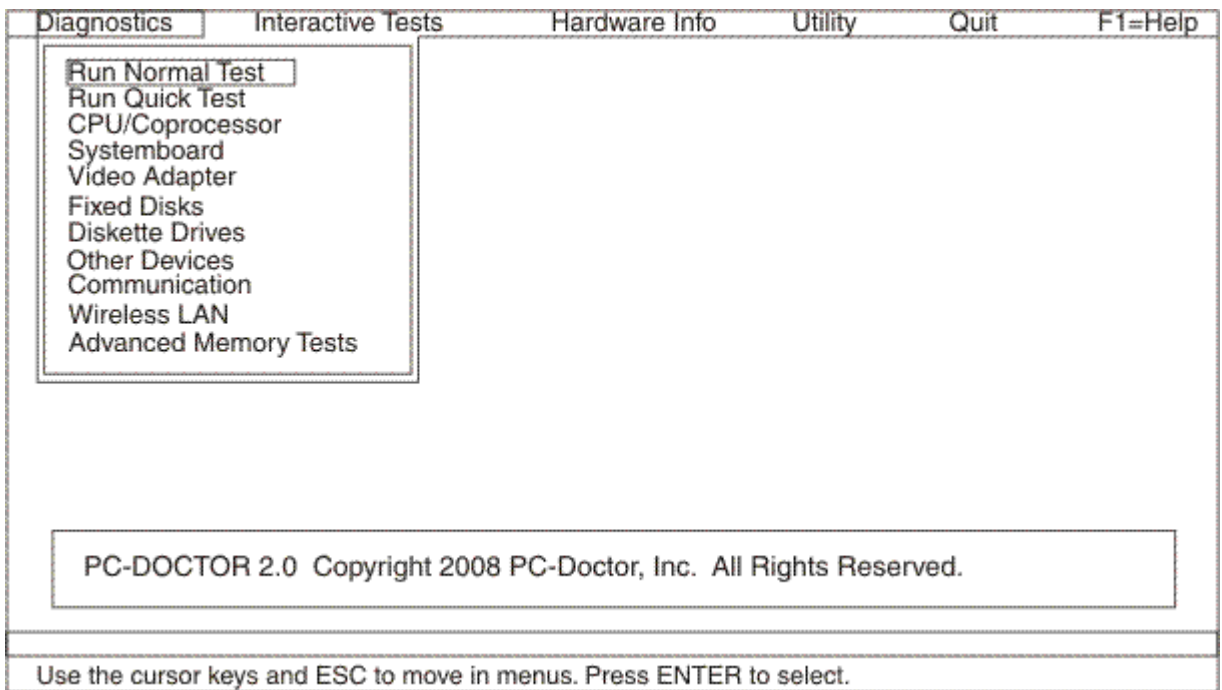 Diagnostics Interactive Tests Hardware Info Utility Quit F1=Help
Run Normal Test
Run Quick Test
CPU/Coprocessor
Systemboard
Video Adapter
Fixed Disks
Diskette Drives
Other Devices
Communication
Wireless LAN
Advanced Memory Tests
PC-DOCTOR 2.0 Copyright 2008 PC-Doctor, Inc. All Rights Reserved.
Use the cursor keys and ESC to move in menus. Press ENTER to select.